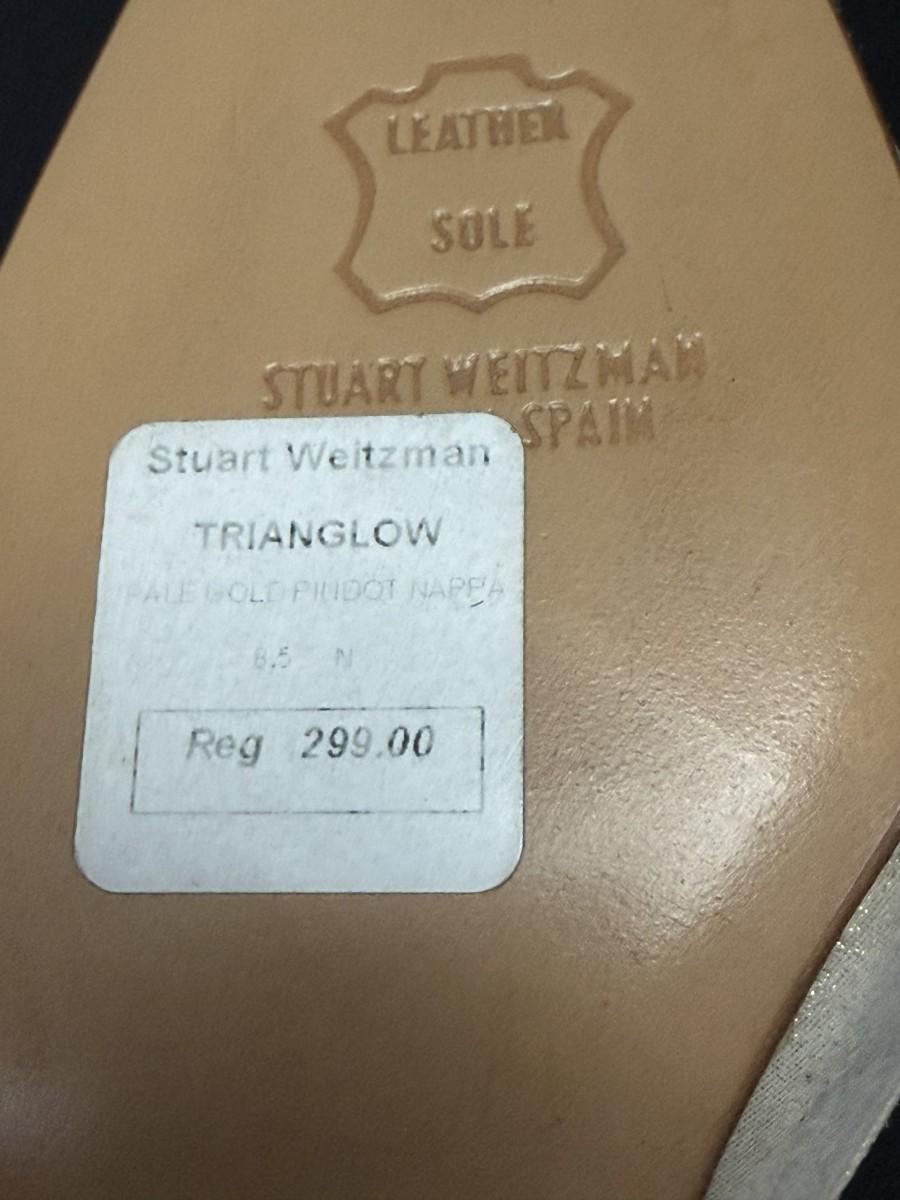 LEATHER
SOLE
STUART WEITZMAN
SPAIN
Stuart Weitzman
TRIANGLOW
PALE GOLD PINDOT NAPPA
8.5 N
Reg 299.00